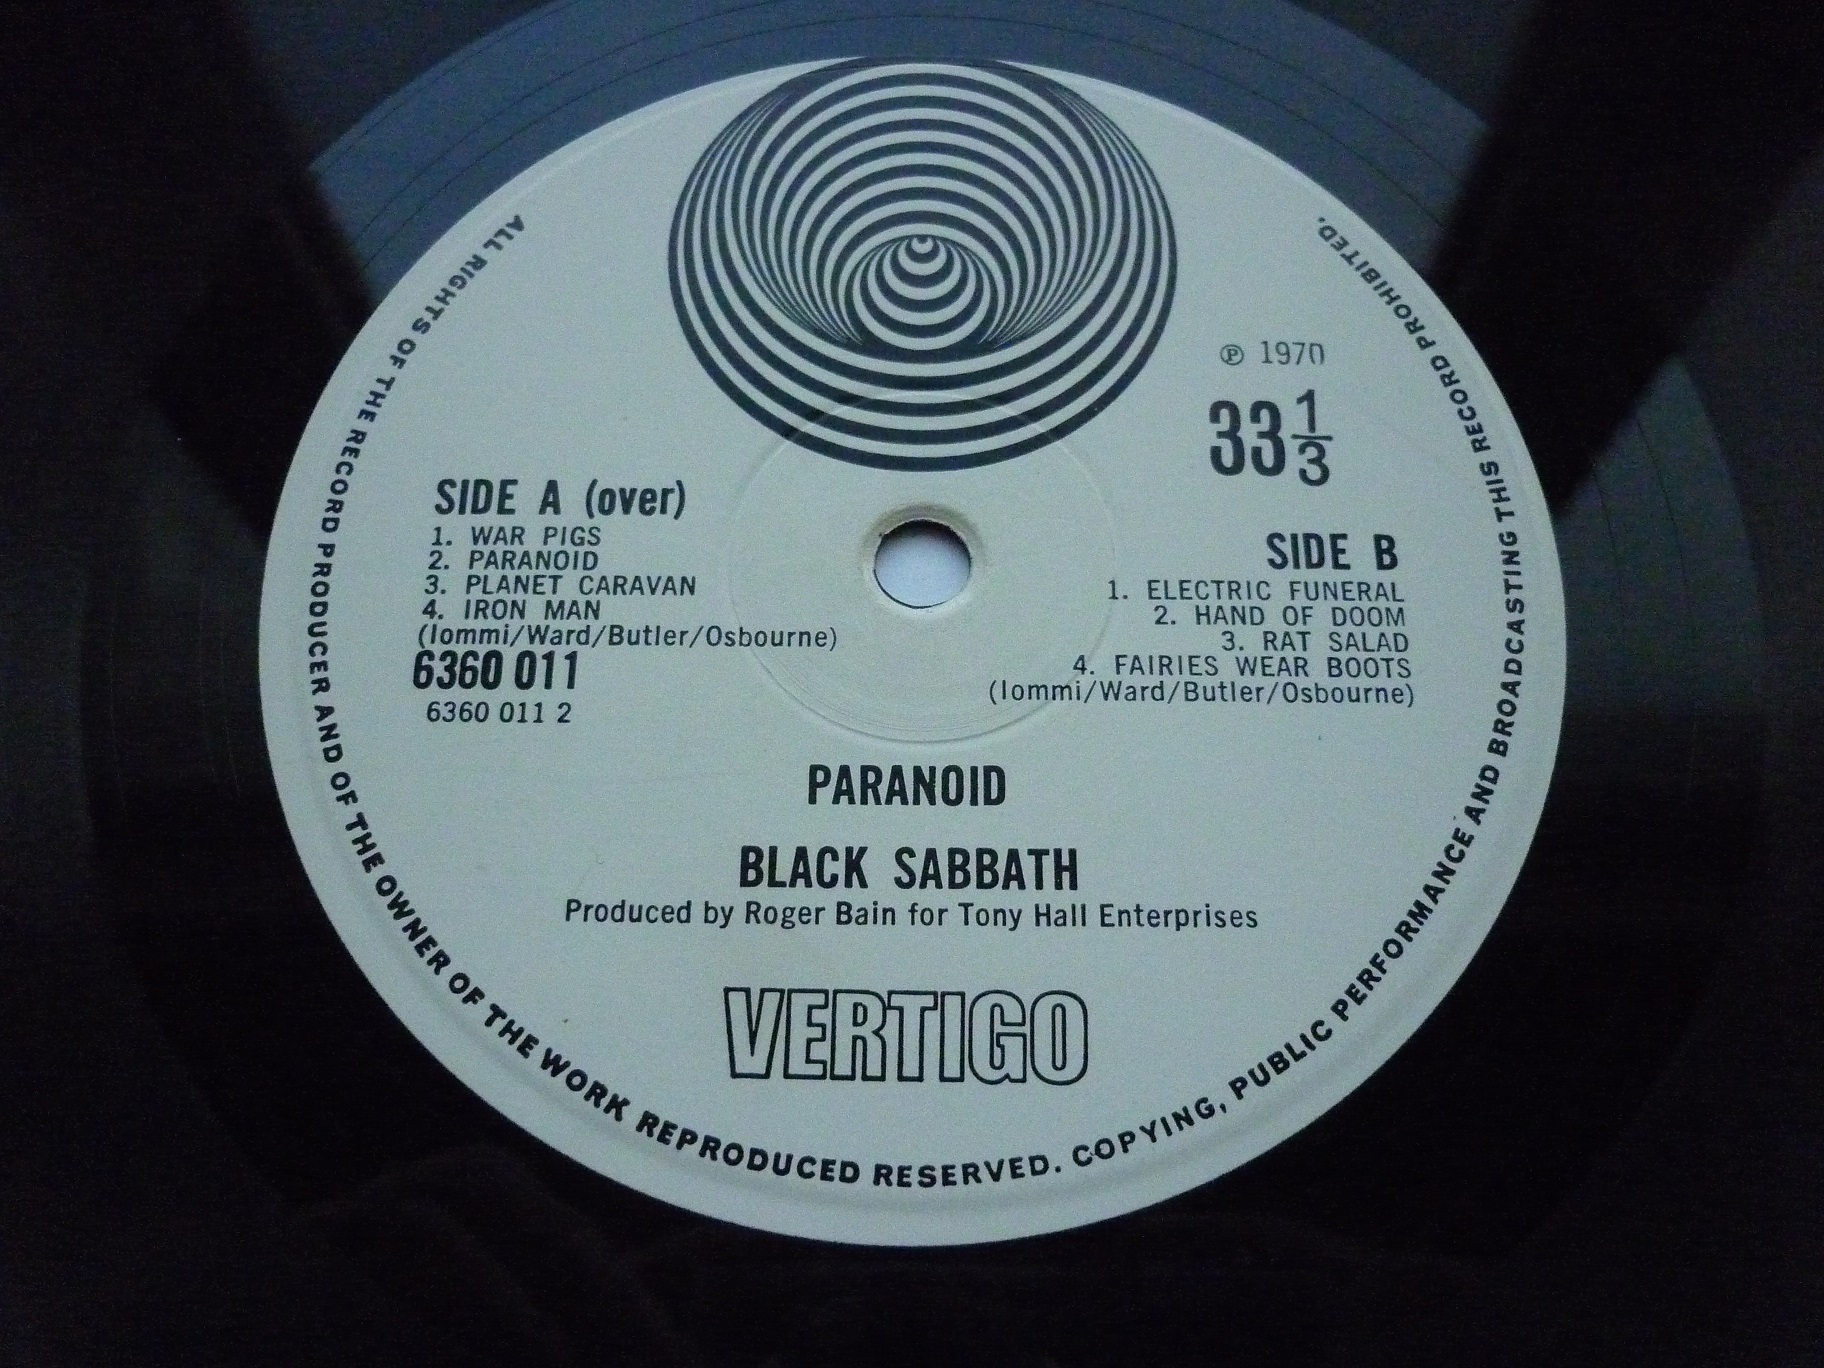 ℗ 1970
33 1/3
SIDE A (over)
1. WAR PIGS
2. PARANOID
3. PLANET CARAVAN
4. IRON MAN
(Iommi/Ward/Butler/Osbourne)
6360 011
6360 011 2
SIDE B
1. ELECTRIC FUNERAL
2. HAND OF DOOM
3. RAT SALAD
4. FAIRIES WEAR BOOTS
(Iommi/Ward/Butler/Osbourne)
PARANOID
BLACK SABBATH
Produced by Roger Bain for Tony Hall Enterprises
VERTIGO
ALL RIGHTS OF THE RECORD PRODUCER AND OF THE OWNER OF THE WORK REPRODUCED RESERVED. COPYING, PUBLIC PERFORMANCE AND BROADCASTING THIS RECORD PROHIBITED.